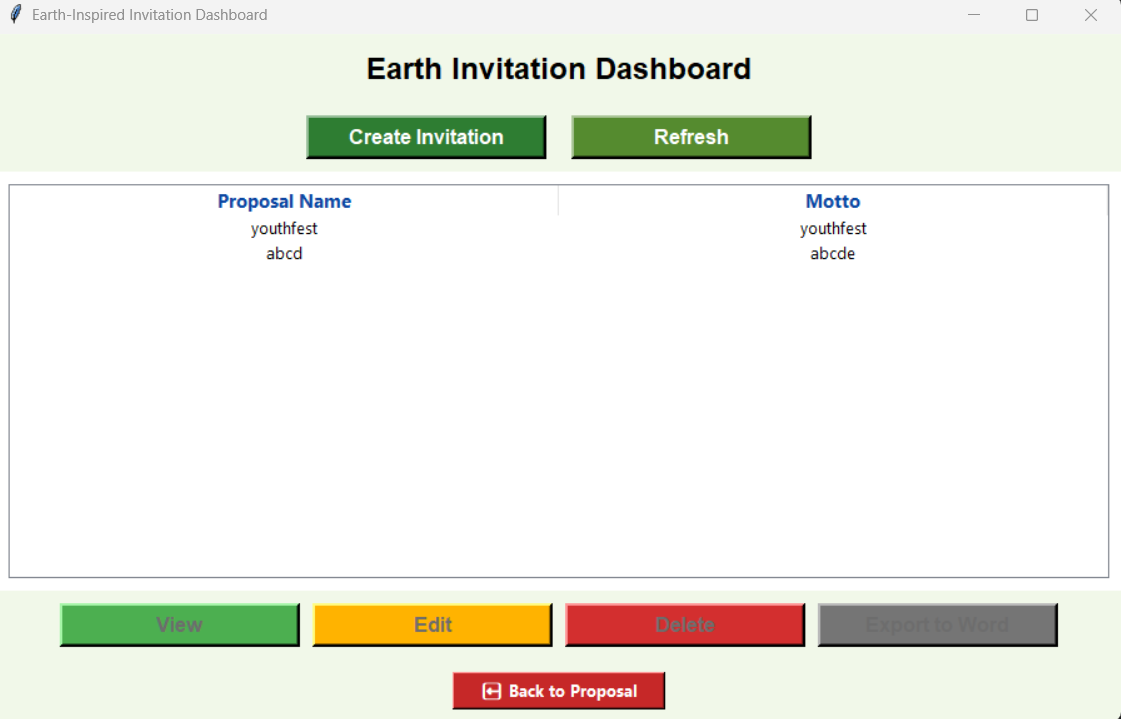 Earth-Inspired Invitation Dashboard
Earth Invitation Dashboard
Create Invitation Refresh
Proposal Name Motto
youthfest youthfest
abcd abcde
View Edit Delete Export to Word
Back to Proposal